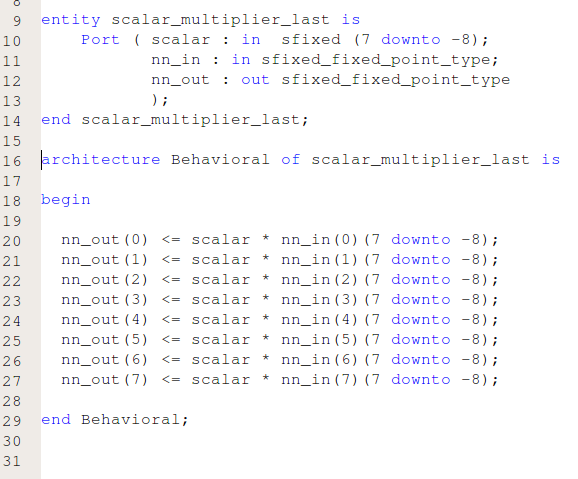 8
9 entity scalar_multiplier_last is
10     Port ( scalar : in  sfixed (7 downto -8);
11            nn_in : in sfixed_fixed_point_type;
12            nn_out : out sfixed_fixed_point_type
13            );
14 end scalar_multiplier_last;
15
16 architecture Behavioral of scalar_multiplier_last is
17
18 begin
19
20   nn_out(0) <= scalar * nn_in(0)(7 downto -8);
21   nn_out(1) <= scalar * nn_in(1)(7 downto -8);
22   nn_out(2) <= scalar * nn_in(2)(7 downto -8);
23   nn_out(3) <= scalar * nn_in(3)(7 downto -8);
24   nn_out(4) <= scalar * nn_in(4)(7 downto -8);
25   nn_out(5) <= scalar * nn_in(5)(7 downto -8);
26   nn_out(6) <= scalar * nn_in(6)(7 downto -8);
27   nn_out(7) <= scalar * nn_in(7)(7 downto -8);
28
29 end Behavioral;
30
31